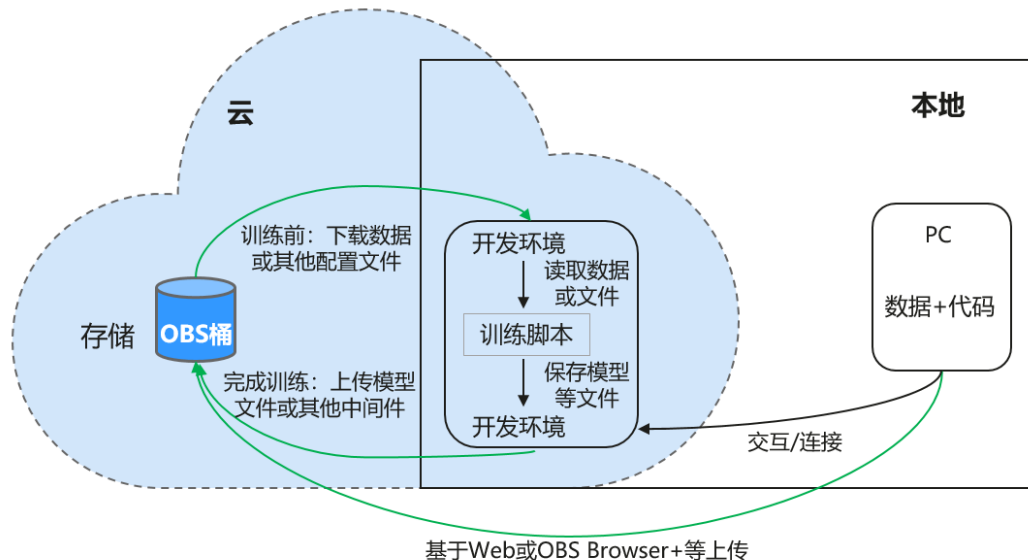 云
本地
训练前：下载数据
或其他配置文件
开发环境
读取数据
或文件
PC
数据+代码
存储
OBS桶
训练脚本
完成训练：上传模型
文件或其他中间件
保存模型
等文件
开发环境
交互/连接
基于Web或OBS Browser+等上传